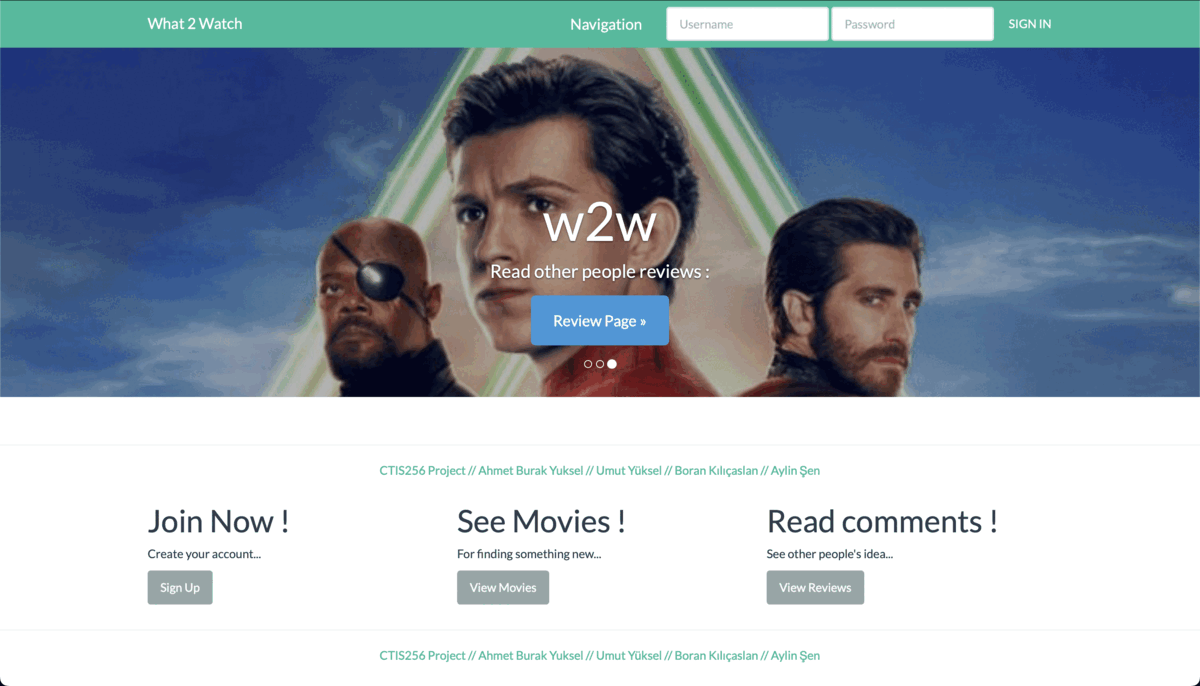 What 2 Watch
Navigation
Username
Password
SIGN IN
w2w
Read other people reviews :
Review Page »
CTIS256 Project // Ahmet Burak Yuksel // Umut Yüksel // Boran Kılıçaslan // Aylin Şen
Join Now !
Create your account...
Sign Up
See Movies !
For finding something new...
View Movies
Read comments !
See other people's idea...
View Reviews
CTIS256 Project // Ahmet Burak Yuksel // Umut Yüksel // Boran Kılıçaslan // Aylin Şen